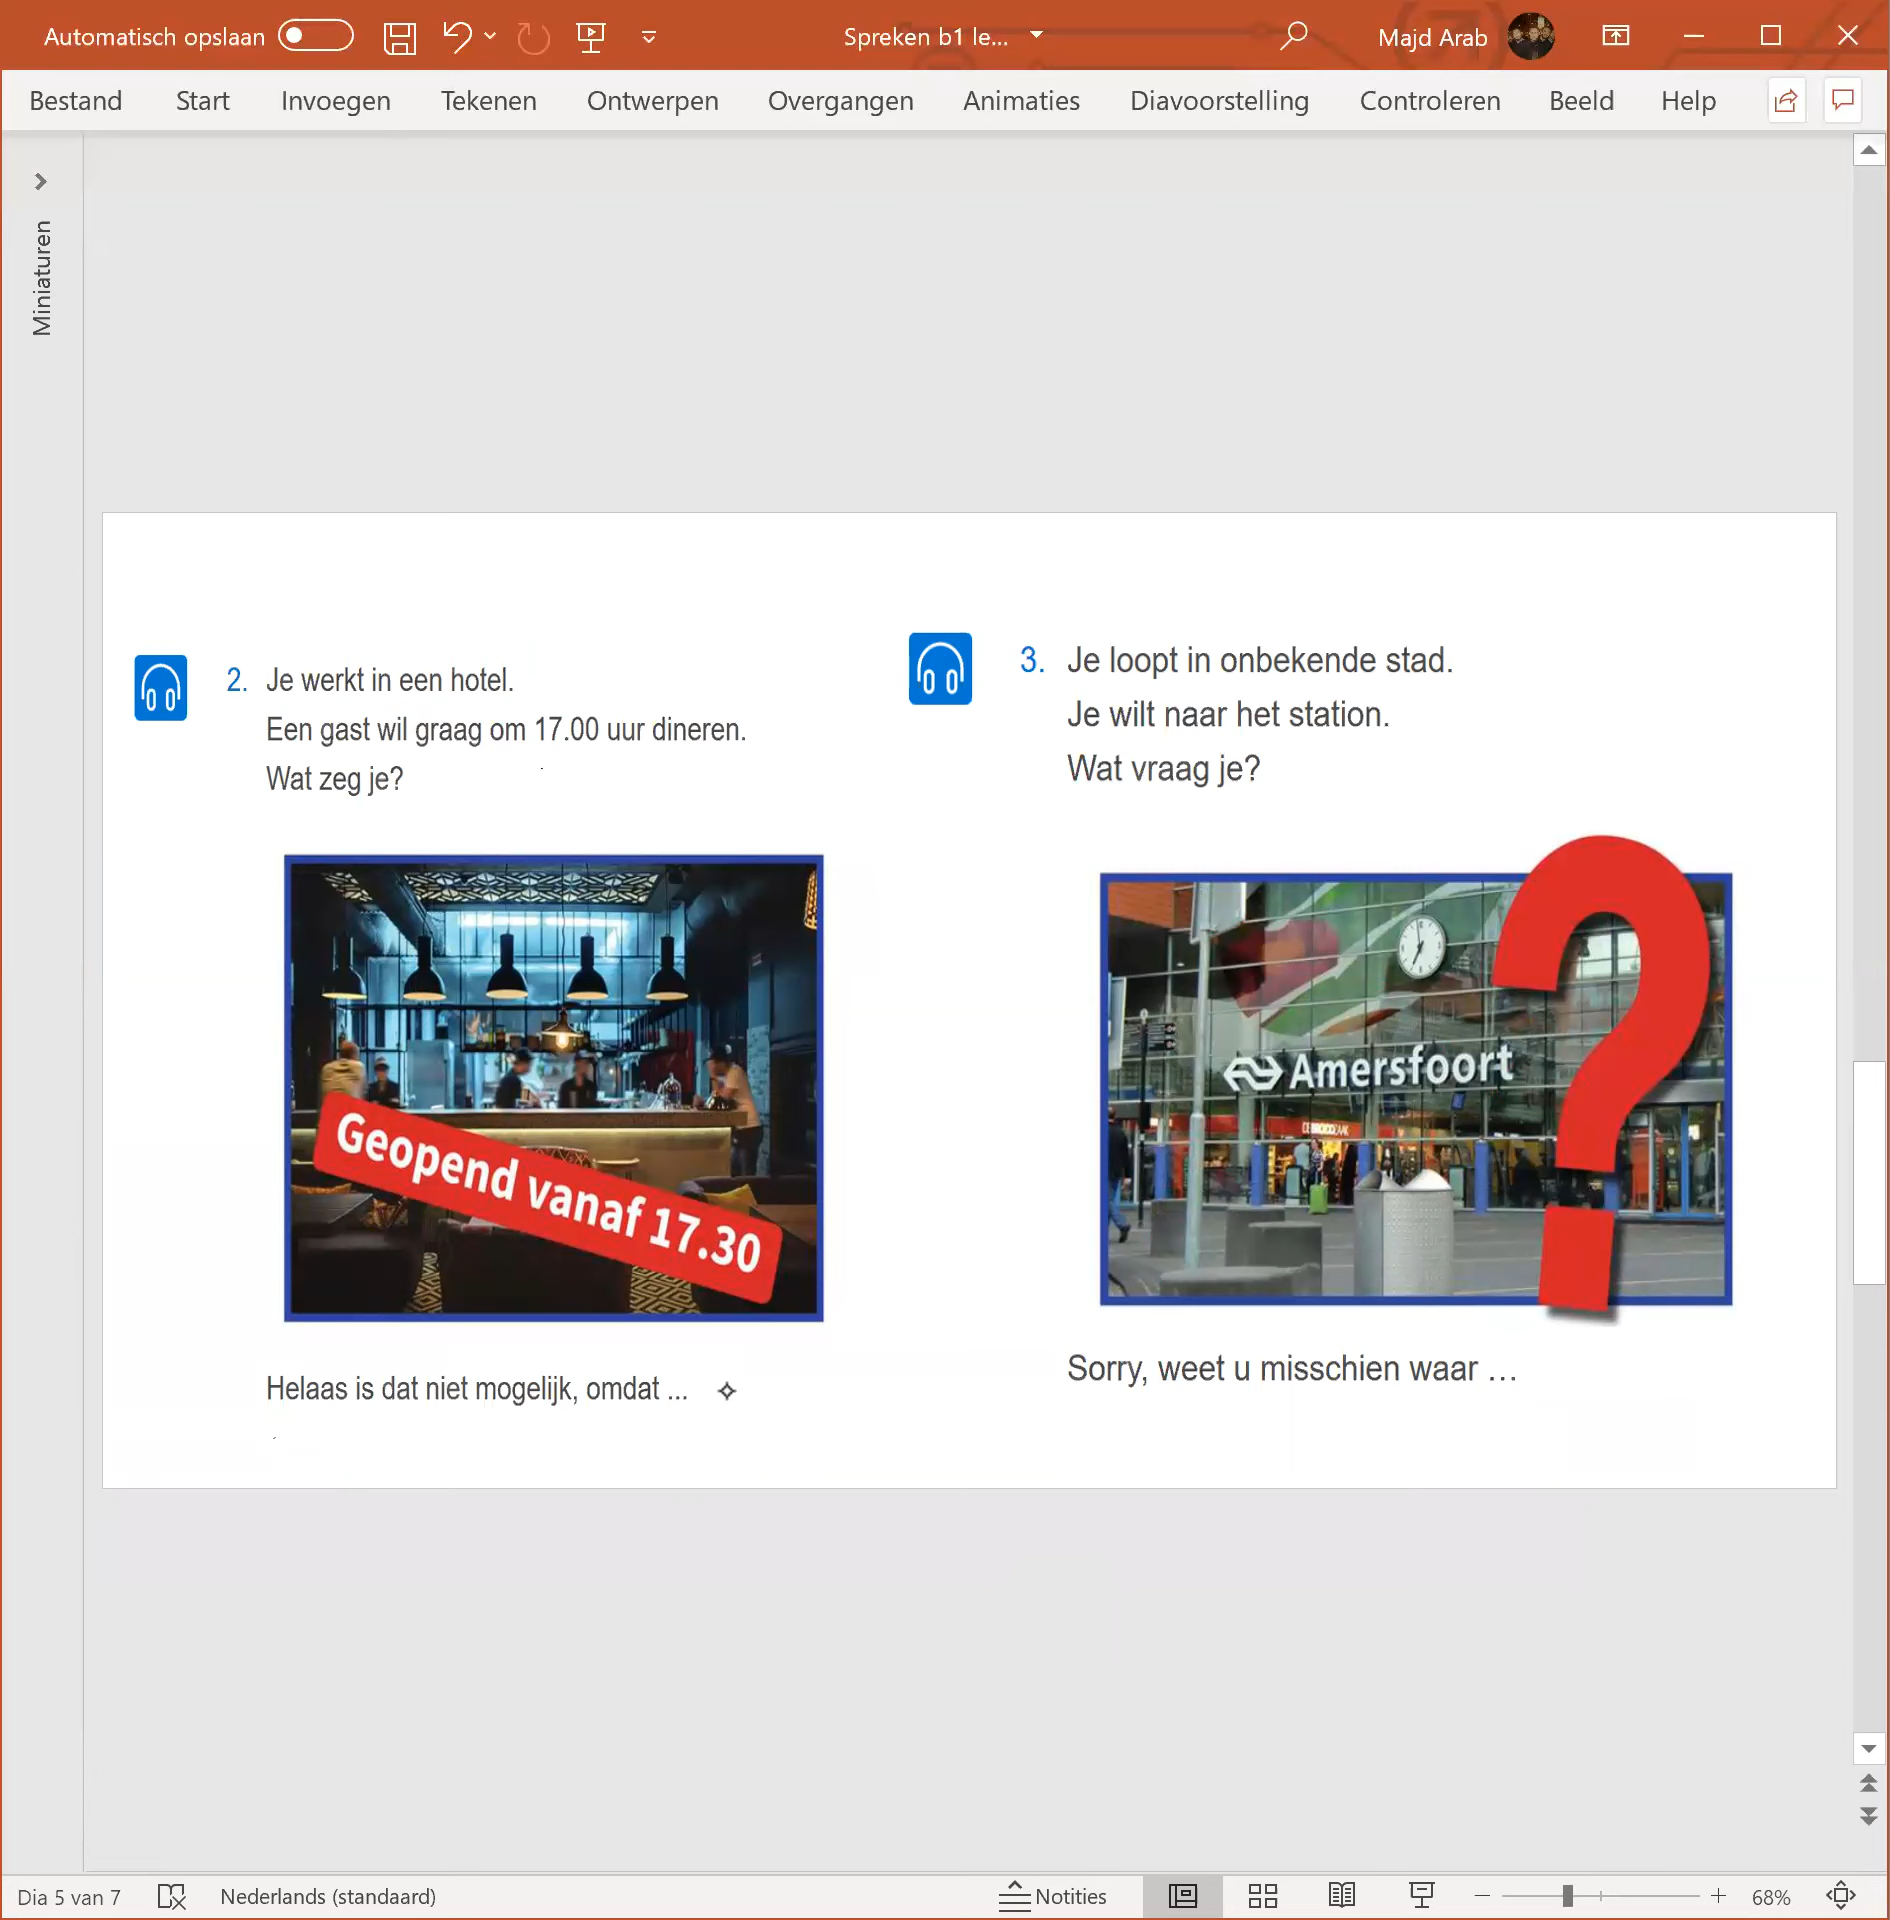 Automatisch opslaan
Spreken b1 le...
Majd Arab
Bestand Start Invoegen Tekenen Ontwerpen Overgangen Animaties Diavoorstelling Controleren Beeld Help
Miniaturen
2. Je werkt in een hotel.
Een gast wil graag om 17.00 uur dineren.
Wat zeg je?
Geopend vanaf 17.30
Helaas is dat niet mogelijk, omdat ...
3. Je loopt in onbekende stad.
Je wilt naar het station.
Wat vraag je?
Amersfoort
DE BROODZAAK
Sorry, weet u misschien waar ...
Dia 5 van 7 Nederlands (standaard) Notities 68%